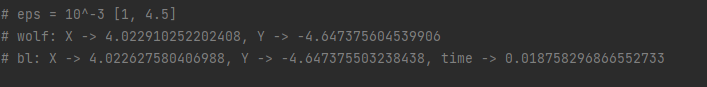 # eps = 10^-3 [1, 4.5]
# wolf: X -> 4.022910252202408, Y -> -4.647375604539906
# bl: X -> 4.022627580406988, Y -> -4.647375503238438, time -> 0.018758296866552733